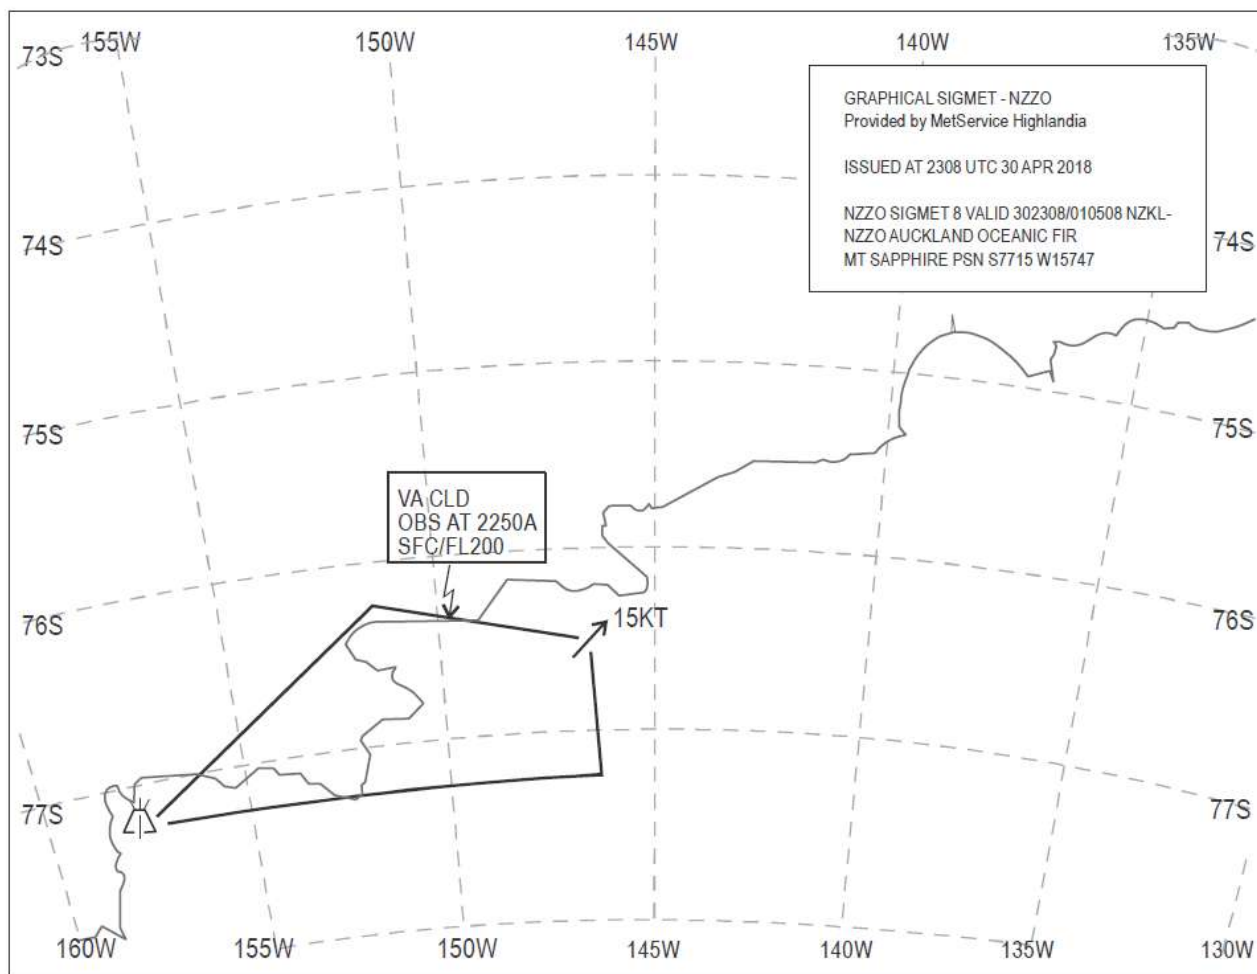 155W 150W 145W 140W 135W
73S
GRAPHICAL SIGMET - NZZO
Provided by MetService Highlandia
ISSUED AT 2308 UTC 30 APR 2018
NZZO SIGMET 8 VALID 302308/010508 NZKL-
NZZO AUCKLAND OCEANIC FIR
MT SAPPHIRE PSN S7715 W15747
74S 74S
75S 75S
VA CLD
OBS AT 2250A
SFC/FL200
76S 76S
15KT
77S 77S
160W 155W 150W 145W 140W 135W 130W